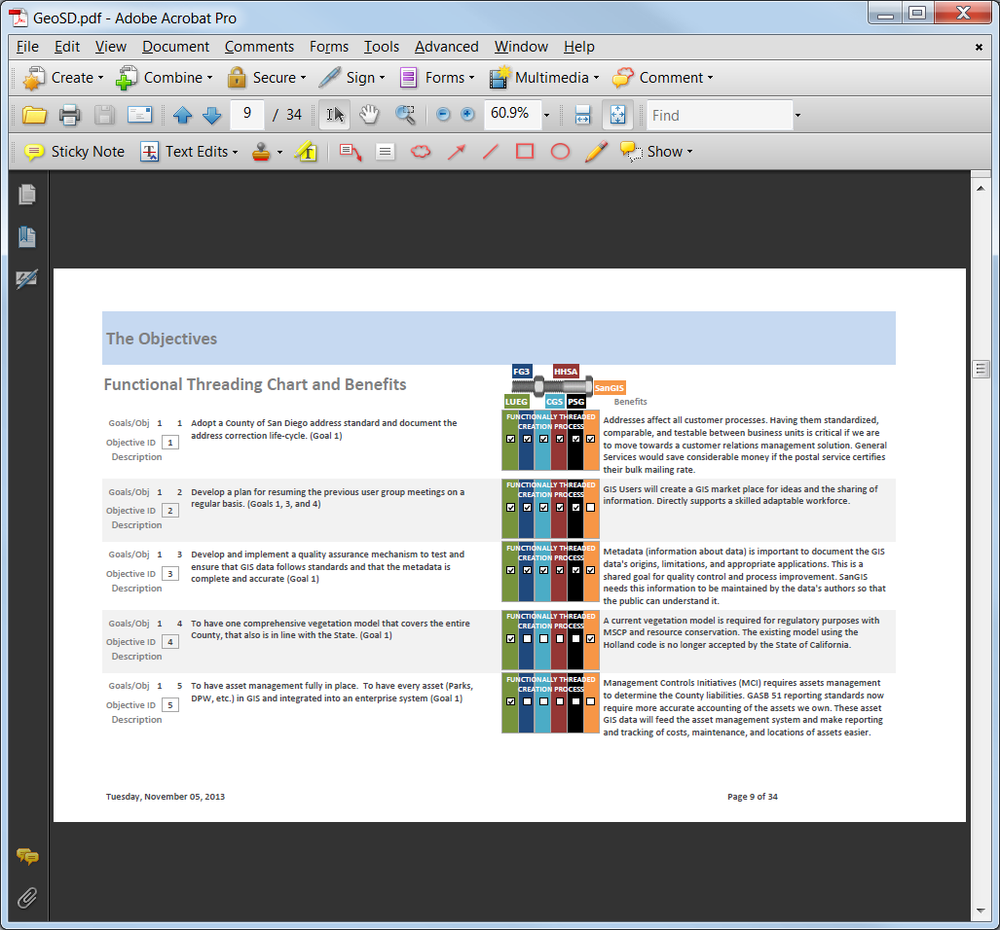 GeoSD.pdf - Adobe Acrobat Pro
File Edit View Document Comments Forms Tools Advanced Window Help
Create Combine Secure Sign Forms Multimedia Comment
9 / 34 60.9% Find
Sticky Note Text Edits Show
The Objectives
FG3 HHSA
Functional Threading Chart and Benefits
SanGIS
LUEG CGS PSG Benefits
Goals/Obj 1 1 Adopt a County of San Diego address standard and document the
address correction life-cycle. (Goal 1)
Objective ID 1
Description
FUNCTIONALLY THREADED
CREATION PROCESS
Addresses affect all customer processes. Having them standardized,
comparable, and testable between business units is critical if we are
to move towards a customer relations management solution. General
Services would save considerable money if the postal service certifies
their bulk mailing rate.
Goals/Obj 1 2 Develop a plan for resuming the previous user group meetings on a
regular basis. (Goals 1, 3, and 4)
Objective ID 2
Description
FUNCTIONALLY THREADED
CREATION PROCESS
GIS Users will create a GIS market place for ideas and the sharing of
information. Directly supports a skilled adaptable workforce.
Goals/Obj 1 3 Develop and implement a quality assurance mechanism to test and
ensure that GIS data follows standards and that the metadata is
complete and accurate (Goal 1)
Objective ID 3
Description
FUNCTIONALLY THREADED
CREATION PROCESS
Metadata (information about data) is important to document the GIS
data's origins, limitations, and appropriate applications. This is a
shared goal for quality control and process improvement. SanGIS
needs this information to be maintained by the data's authors so that
the public can understand it.
Goals/Obj 1 4 To have one comprehensive vegetation model that covers the entire
County, that also is in line with the State. (Goal 1)
Objective ID 4
Description
FUNCTIONALLY THREADED
CREATION PROCESS
A current vegetation model is required for regulatory purposes with
MSCP and resource conservation. The existing model using the
Holland code is no longer accepted by the State of California.
Goals/Obj 1 5 To have asset management fully in place. To have every asset (Parks,
DPW, etc.) in GIS and integrated into an enterprise system (Goal 1)
Objective ID 5
Description
FUNCTIONALLY THREADED
CREATION PROCESS
Management Controls Initiatives (MCI) requires assets management
to determine the County liabilities. GASB 51 reporting standards now
require more accurate accounting of the assets we own. These asset
GIS data will feed the asset management system and make reporting
and tracking of costs, maintenance, and locations of assets easier.
Tuesday, November 05, 2013 Page 9 of 34